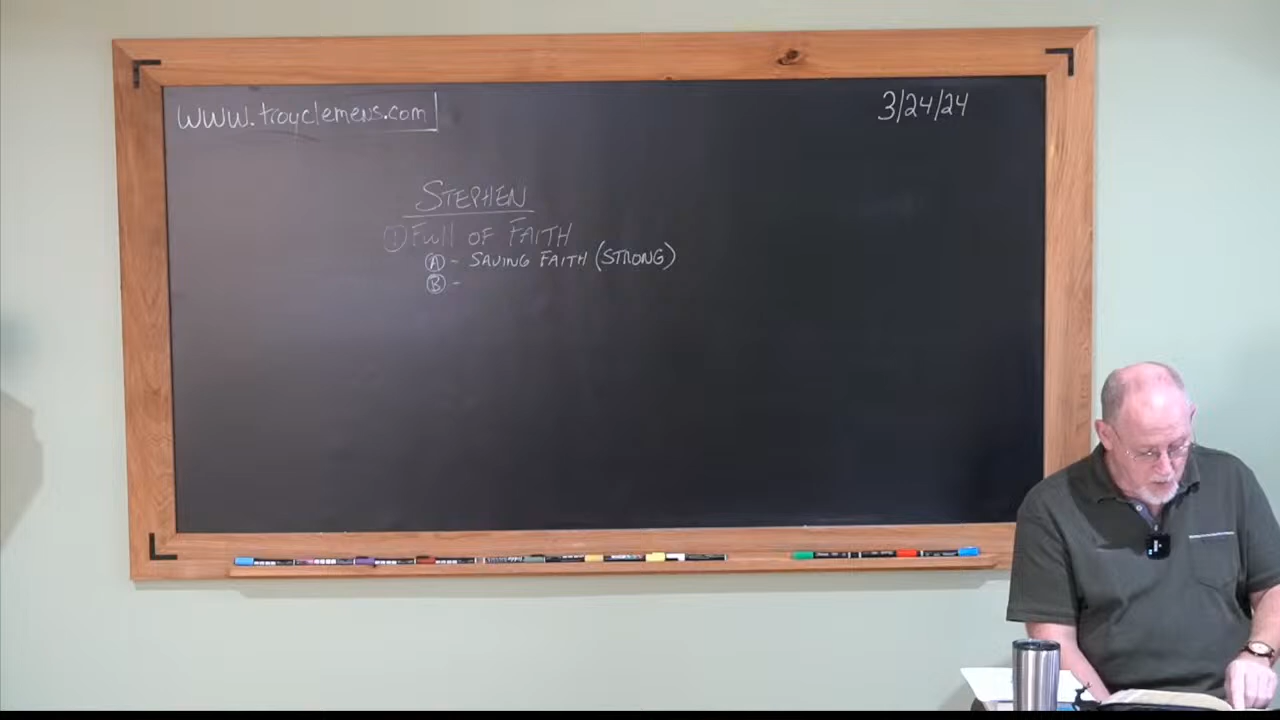 www.troyclemens.com
3/24/24
STEPHEN
① Full OF FAITH
Ⓐ - SAVING FAITH (STRONG)
Ⓑ -